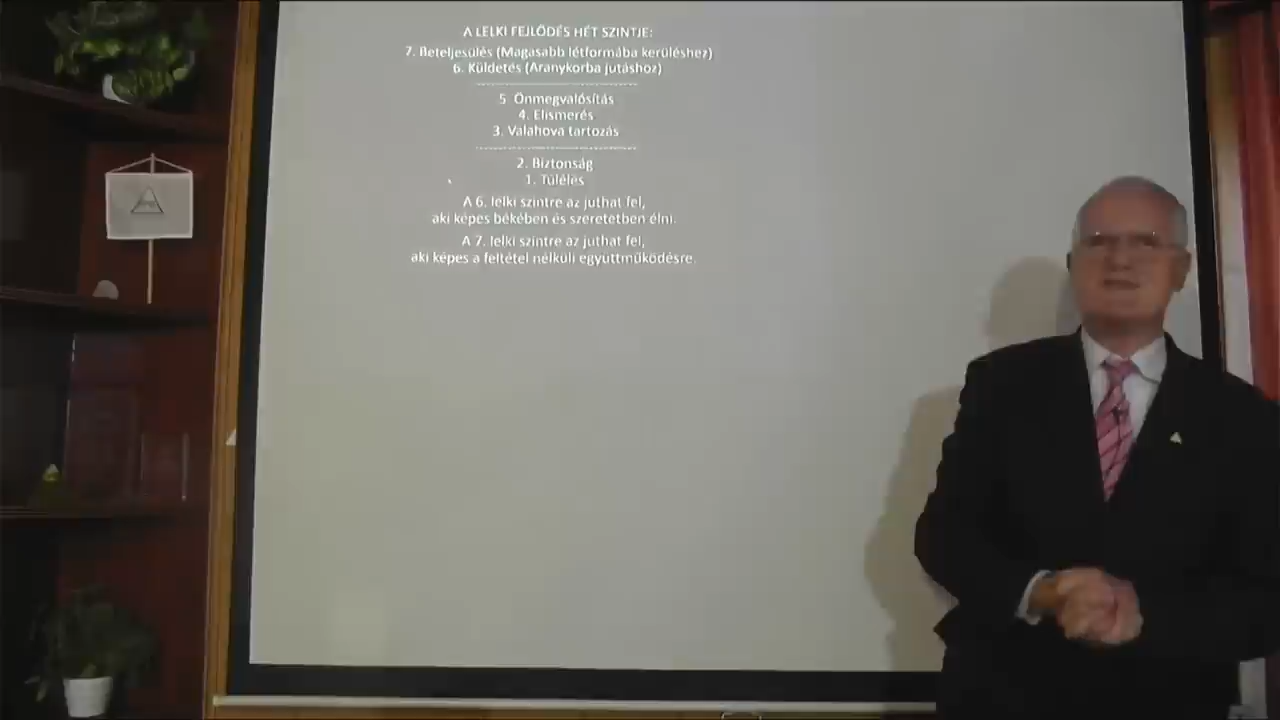 A LELKI FEJLŐDÉS HÉT SZINTJE:
7. Beteljesülés (Magasabb létformába kerüléshez)
6. Küldetés (Aranykorba jutáshoz)
5 Önmegvalósítás
4. Elismerés
3. Valahova tartozás
2. Biztonság
1. Túlélés
A 6. lelki szintre az juthat fel,
aki képes békében és szeretetben élni.
A 7. lelki szintre az juthat fel,
aki képes a feltétel nélküli együttműködésre.